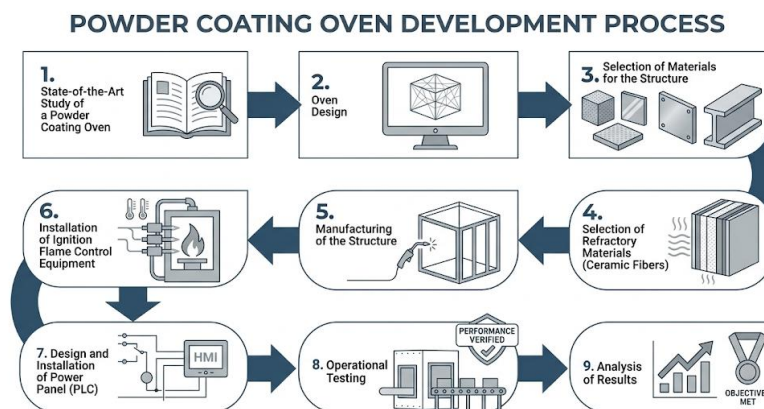 POWDER COATING OVEN DEVELOPMENT PROCESS
1.
State-of-the-Art
Study of
a Powder
Coating Oven
2.
Oven
Design
3. Selection of Materials
for the Structure
6.
Installation
of Ignition
Flame Control
Equipment
5.
Manufacturing
of the Structure
4.
Selection of
Refractory
Materials
(Ceramic Fibers)
7. Design and
Installation
of Power
Panel (PLC)
HMI
8. Operational
Testing
PERFORMANCE
VERIFIED
9. Analysis
of Results
OBJECTIVE
MET